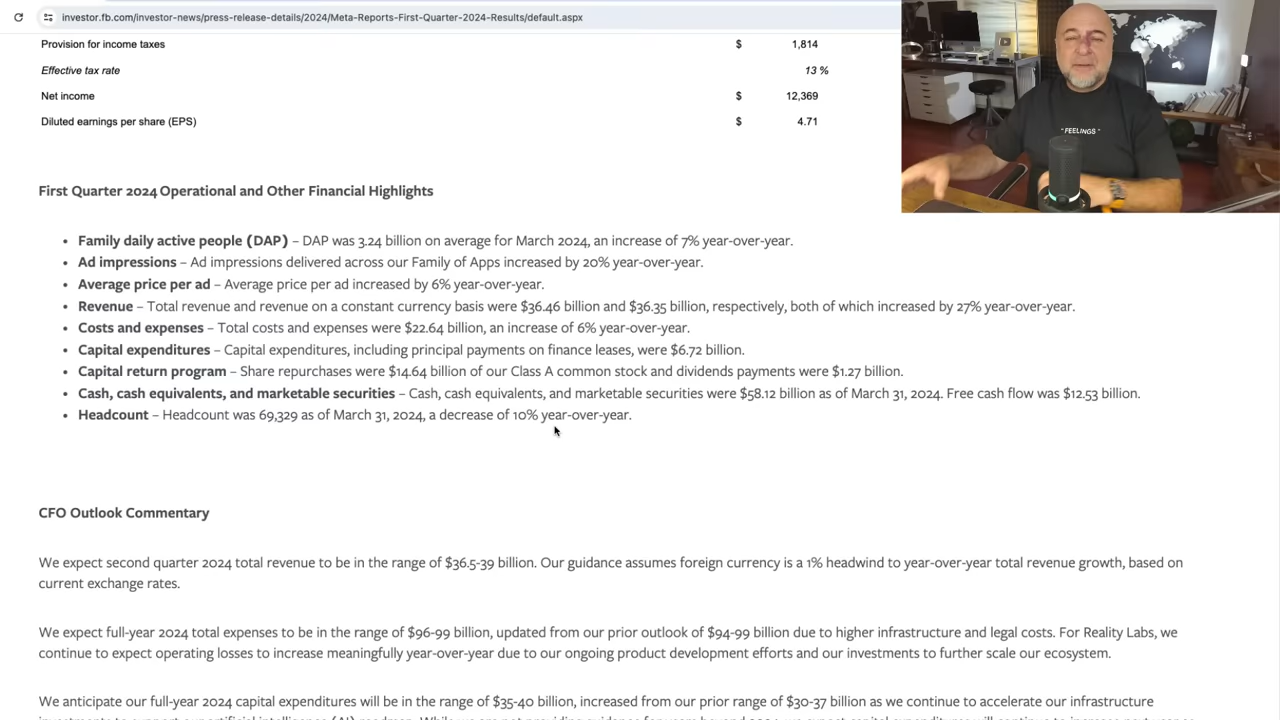 investor.fb.com/investor-news/press-release-details/2024/Meta-Reports-First-Quarter-2024-Results/default.aspx
Provision for income taxes $ 1,814
Effective tax rate 13 %
Net income $ 12,369
Diluted earnings per share (EPS) $ 4.71
" FEELINGS "
First Quarter 2024 Operational and Other Financial Highlights
• Family daily active people (DAP) – DAP was 3.24 billion on average for March 2024, an increase of 7% year-over-year.
• Ad impressions – Ad impressions delivered across our Family of Apps increased by 20% year-over-year.
• Average price per ad – Average price per ad increased by 6% year-over-year.
• Revenue – Total revenue and revenue on a constant currency basis were $36.46 billion and $36.35 billion, respectively, both of which increased by 27% year-over-year.
• Costs and expenses – Total costs and expenses were $22.64 billion, an increase of 6% year-over-year.
• Capital expenditures – Capital expenditures, including principal payments on finance leases, were $6.72 billion.
• Capital return program – Share repurchases were $14.64 billion of our Class A common stock and dividends payments were $1.27 billion.
• Cash, cash equivalents, and marketable securities – Cash, cash equivalents, and marketable securities were $58.12 billion as of March 31, 2024. Free cash flow was $12.53 billion.
• Headcount – Headcount was 69,329 as of March 31, 2024, a decrease of 10% year-over-year.
CFO Outlook Commentary
We expect second quarter 2024 total revenue to be in the range of $36.5-39 billion. Our guidance assumes foreign currency is a 1% headwind to year-over-year total revenue growth, based on
current exchange rates.
We expect full-year 2024 total expenses to be in the range of $96-99 billion, updated from our prior outlook of $94-99 billion due to higher infrastructure and legal costs. For Reality Labs, we
continue to expect operating losses to increase meaningfully year-over-year due to our ongoing product development efforts and our investments to further scale our ecosystem.
We anticipate our full-year 2024 capital expenditures will be in the range of $35-40 billion, increased from our prior range of $30-37 billion as we continue to accelerate our infrastructure